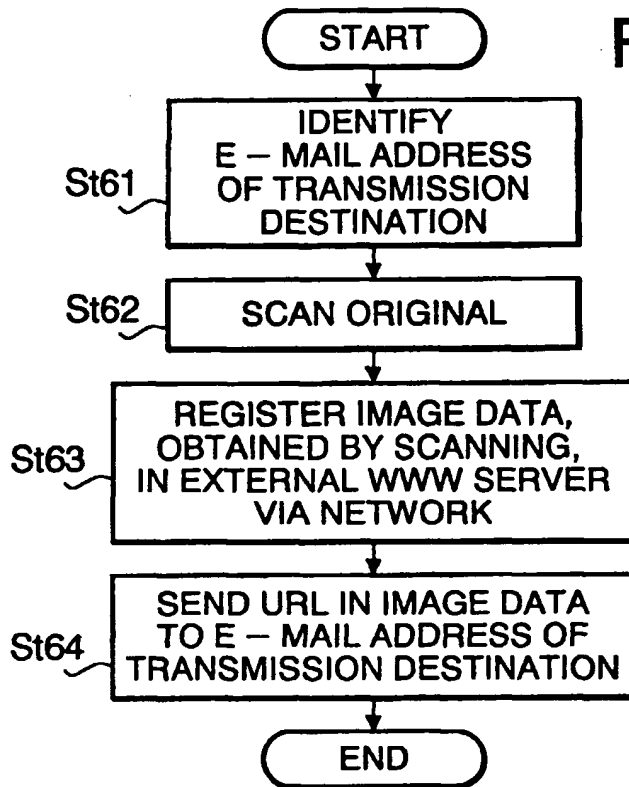 START
IDENTIFY
E – MAIL ADDRESS
OF TRANSMISSION
DESTINATION
St61
SCAN ORIGINAL
St62
REGISTER IMAGE DATA,
OBTAINED BY SCANNING,
IN EXTERNAL WWW SERVER
VIA NETWORK
St63
SEND URL IN IMAGE DATA
TO E – MAIL ADDRESS OF
TRANSMISSION DESTINATION
St64
END